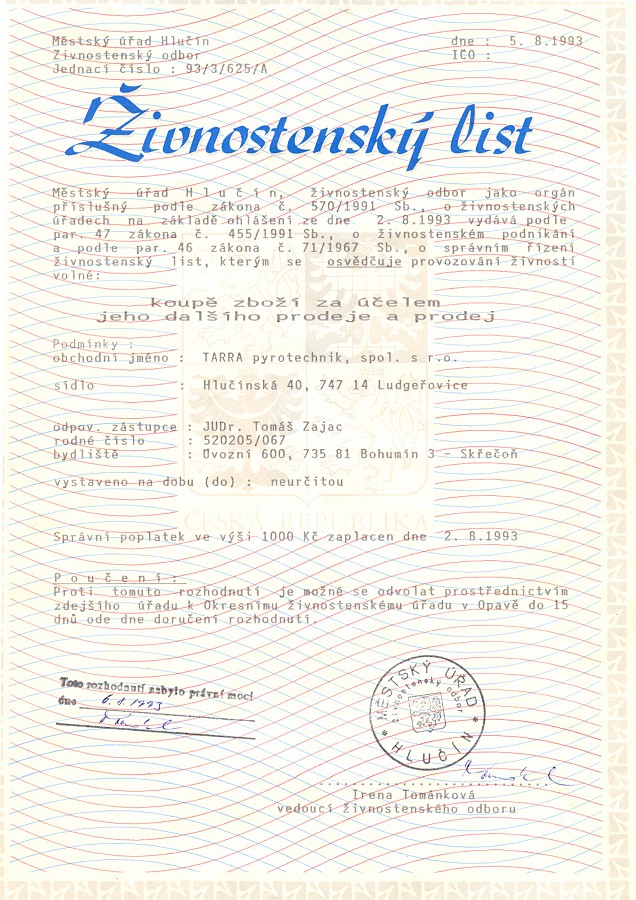 Městský úřad Hlučín
Živnostenský odbor
Jednací číslo : 93/3/625/A
dne : 5. 8.1993
IČO :
Živnostenský list
Městský úřad Hlučín, živnostenský odbor jako orgán
příslušný podle zákona č. 570/1991 Sb., o živnostenských
úřadech na základě ohlášení ze dne 2. 8.1993 vydává podle
par. 47 zákona č. 455/1991 Sb., o živnostenském podnikání
a podle par. 46 zákona č. 71/1967 Sb., o správním řízení
živnostenský list, kterým se osvědčuje provozování živnosti
volné:
koupě zboží za účelem
jeho dalšího prodeje a prodej
Podmínky :
obchodní jméno : TARRA pyrotechnik, spol. s r.o.
sídlo : Hlučínská 40, 747 14 Ludgeřovice
odpov. zástupce : JUDr. Tomáš Zajac
rodné číslo : 520205/067
bydliště : Úvozní 600, 735 81 Bohumín 3 - Skřečoň
vystaveno na dobu (do) : neurčitou
ČESKÁ REPUBLIKA
Správní poplatek ve výši 1000 Kč zaplacen dne 2. 8.1993
Poučení:
Proti tomuto rozhodnutí je možné se odvolat prostřednictvím
zdejšího úřadu k Okresnímu živnostenskému úřadu v Opavě do 15
dnů ode dne doručení rozhodnutí.
Toto rozhodnutí nabylo právní moci
dne 6.8.1993
MĚSTSKÝ ÚŘAD
živnostenský odbor
* HLUČÍN *
Irena Tománková
vedoucí živnostenského odboru